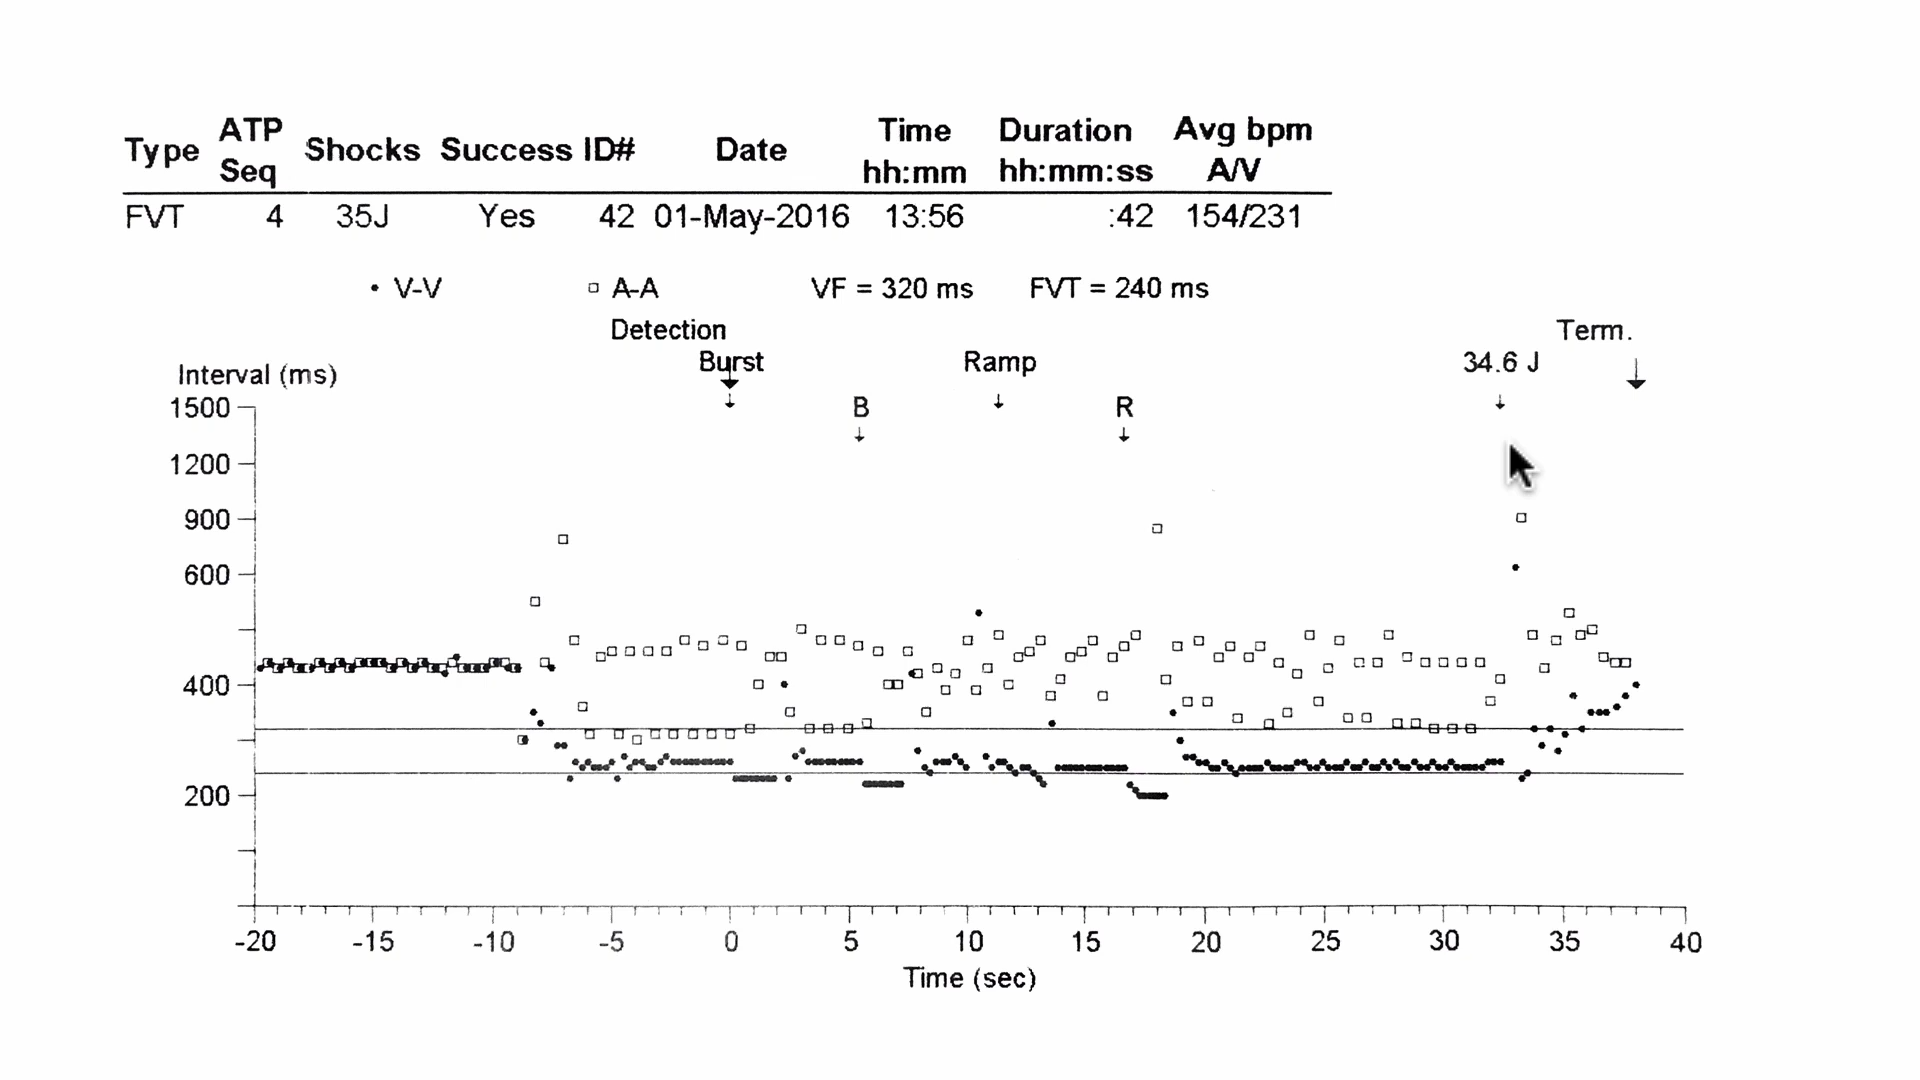 Type ATP Seq Shocks Success ID# Date Time hh:mm Duration hh:mm:ss Avg bpm A/V
FVT 4 35J Yes 42 01-May-2016 13:56 :42 154/231
V-V A-A VF = 320 ms FVT = 240 ms
Detection Term.
Burst Ramp 34.6 J
Interval (ms)
B R
1500
1200
900
600
400
200
-20 -15 -10 -5 0 5 10 15 20 25 30 35 40
Time (sec)